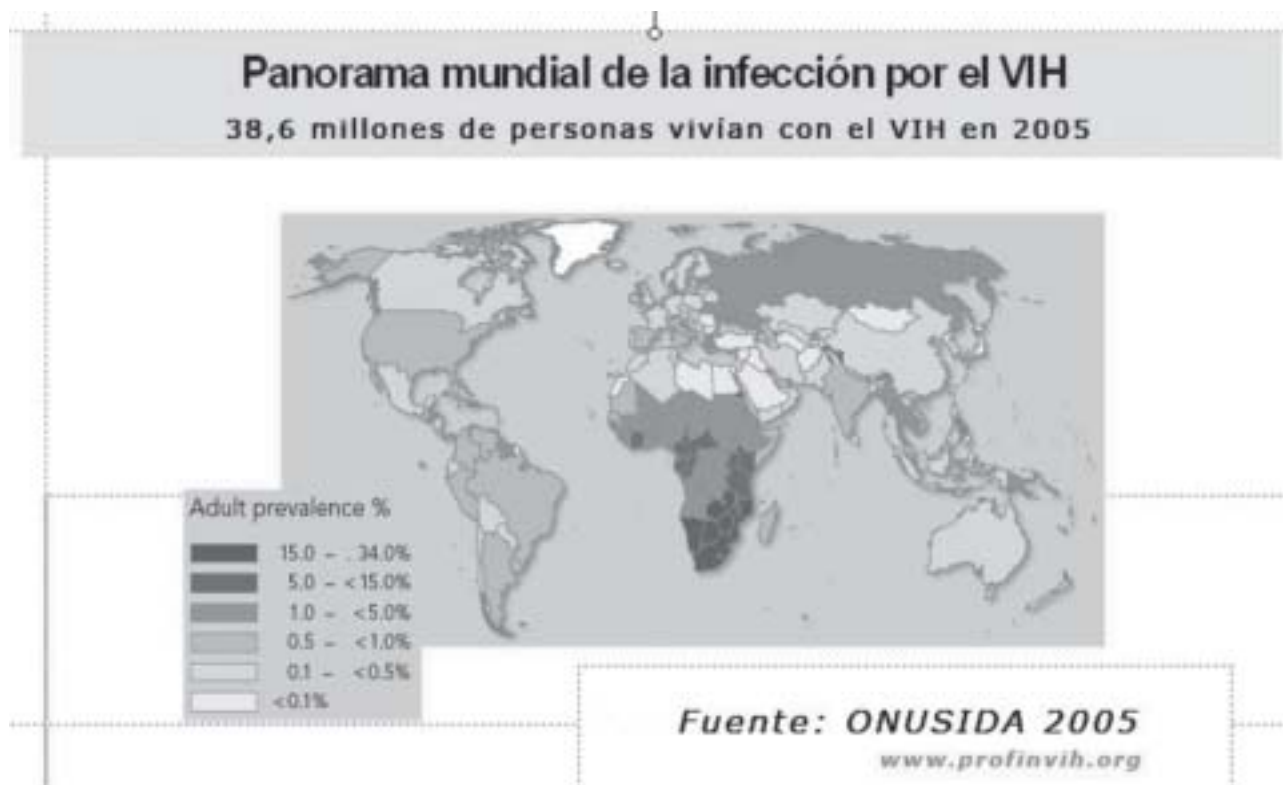 Panorama mundial de la infección por el VIH
38,6 millones de personas vivían con el VIH en 2005
Adult prevalence %
15.0 – . 34.0%
5.0 – <15.0%
1.0 – <5.0%
0.5 – <1.0%
0.1 – <0.5%
<0.1%
Fuente: ONUSIDA 2005
www.profinvih.org